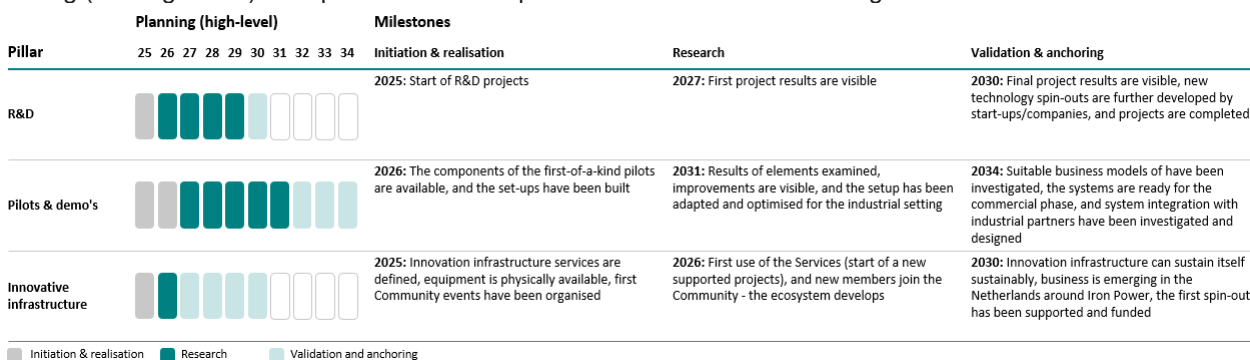 Planning (high-level) Milestones
Pillar 25 26 27 28 29 30 31 32 33 34 Initiation & realisation Research Validation & anchoring
R&D
2025: Start of R&D projects
2027: First project results are visible
2030: Final project results are visible, new
technology spin-outs are further developed by
start-ups/companies, and projects are completed
Pilots & demo's
2026: The components of the first-of-a-kind pilots
are available, and the set-ups have been built
2031: Results of elements examined,
improvements are visible, and the setup has been
adapted and optimised for the industrial setting
2034: Suitable business models of have been
investigated, the systems are ready for the
commercial phase, and system integration with
industrial partners have been investigated and
designed
Innovative
infrastructure
2025: Innovation infrastructure services are
defined, equipment is physically available, first
Community events have been organised
2026: First use of the Services (start of a new
supported projects), and new members join the
Community - the ecosystem develops
2030: Innovation infrastructure can sustain itself
sustainably, business is emerging in the
Netherlands around Iron Power, the first spin-out
has been supported and funded
Initiation & realisation Research Validation and anchoring